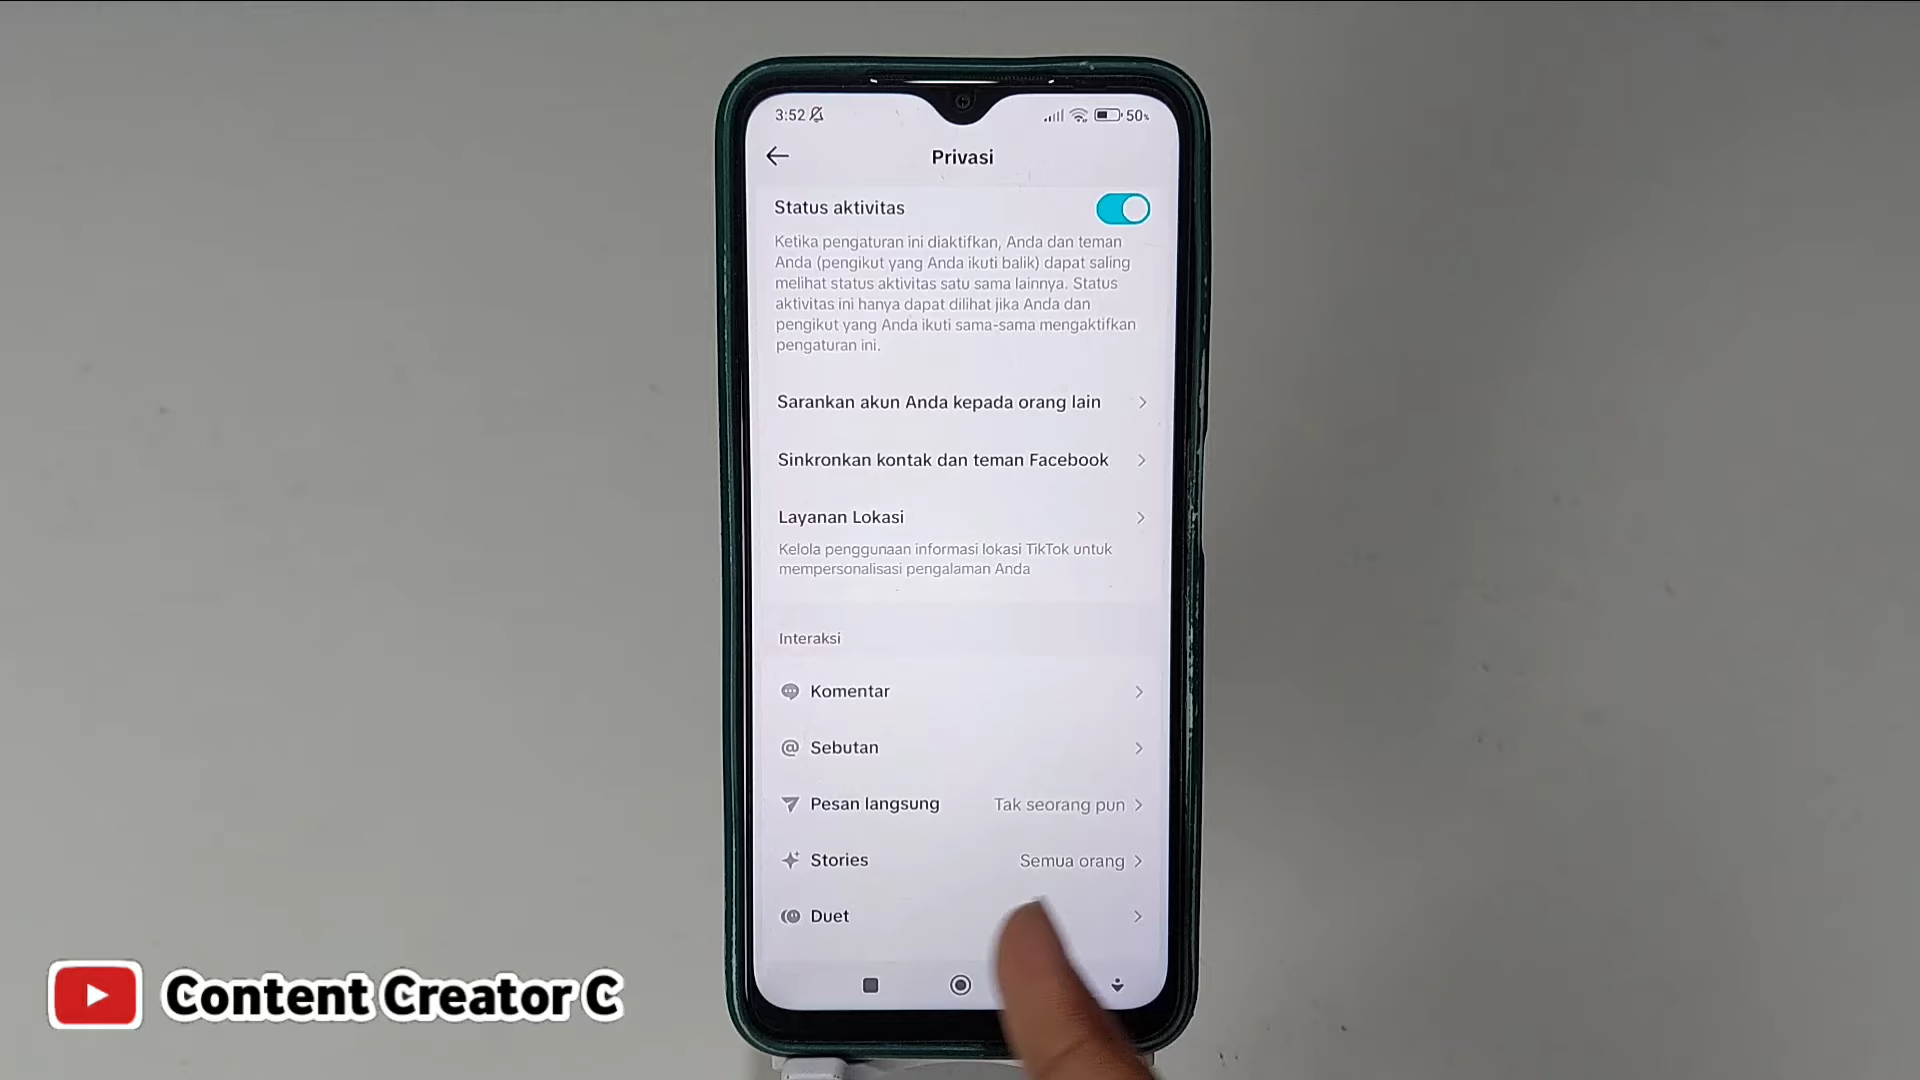 3:52
50%
Privasi
Status aktivitas
Ketika pengaturan ini diaktifkan, Anda dan teman
Anda (pengikut yang Anda ikuti balik) dapat saling
melihat status aktivitas satu sama lainnya. Status
aktivitas ini hanya dapat dilihat jika Anda dan
pengikut yang Anda ikuti sama-sama mengaktifkan
pengaturan ini.
Sarankan akun Anda kepada orang lain
Sinkronkan kontak dan teman Facebook
Layanan Lokasi
Kelola penggunaan informasi lokasi TikTok untuk
mempersonalisasi pengalaman Anda
Interaksi
Komentar
Sebutan
Pesan langsung Tak seorang pun
Stories Semua orang
Duet
Content Creator C